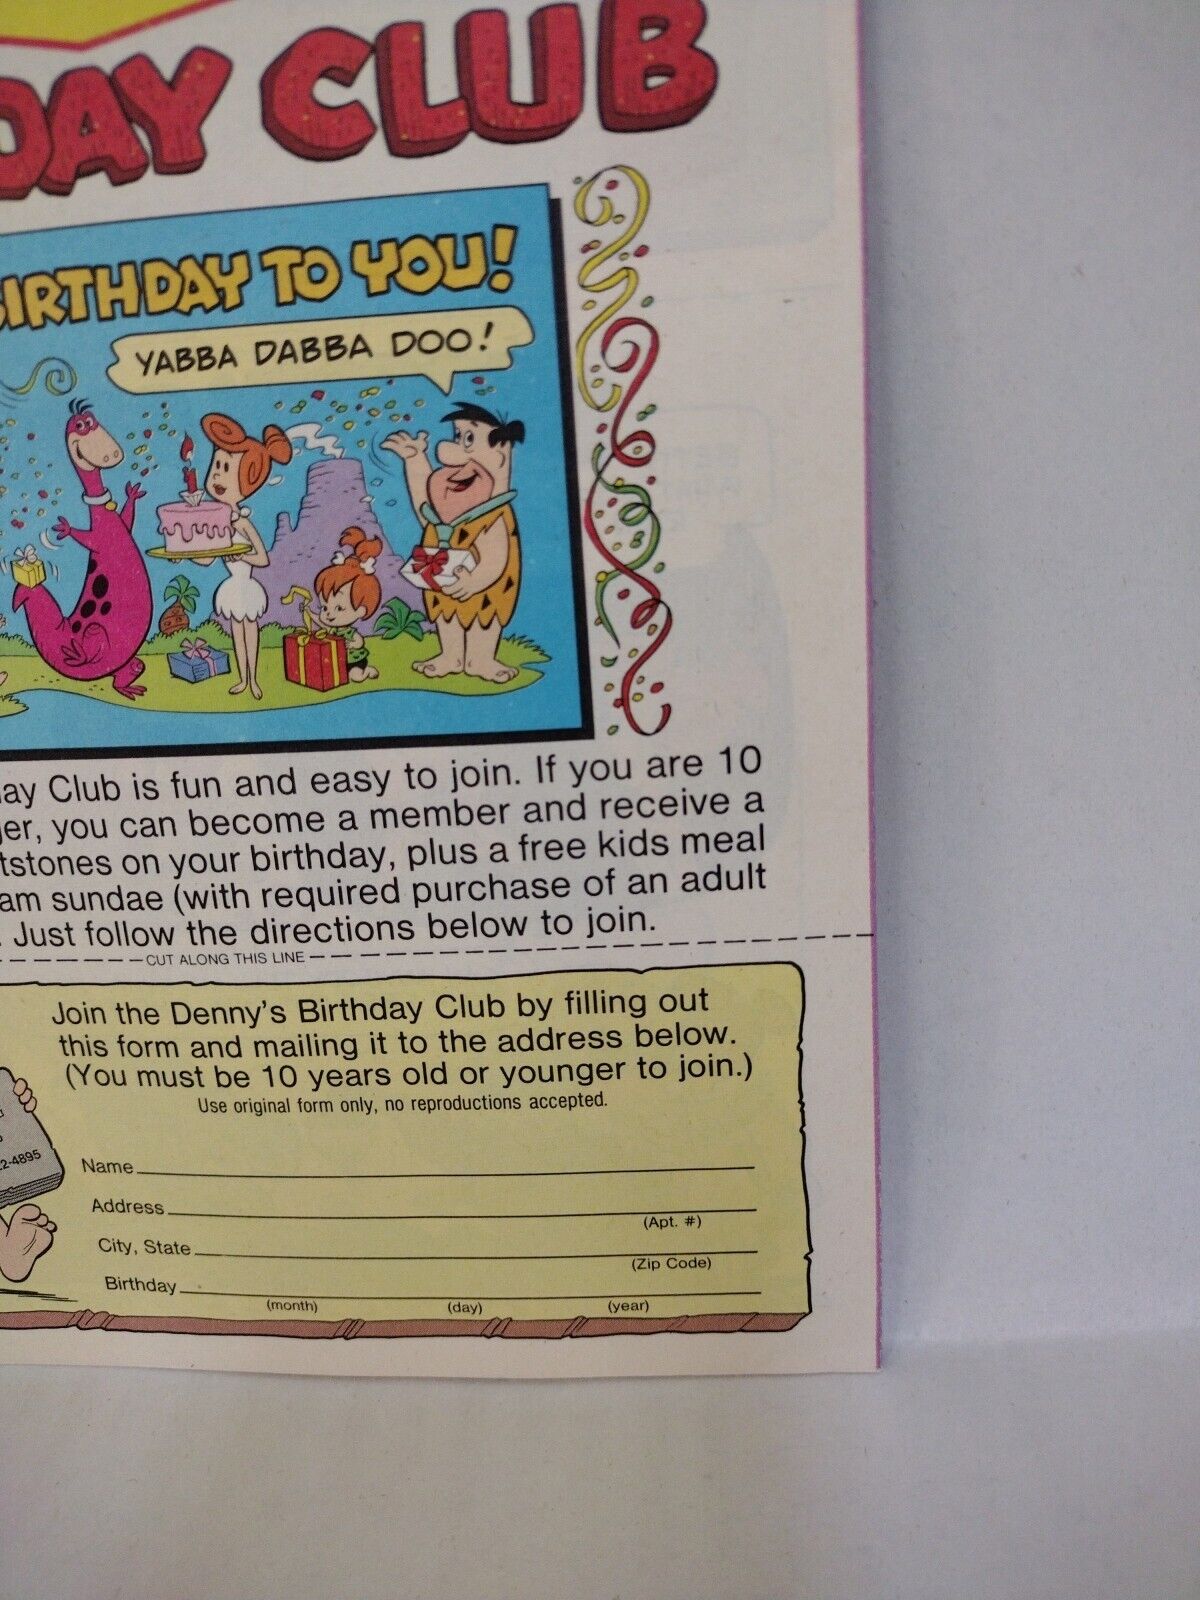 DAY CLUB
BIRTHDAY TO YOU!
YABBA DABBA DOO!
ay Club is fun and easy to join. If you are 10
ger, you can become a member and receive a
tstones on your birthday, plus a free kids meal
am sundae (with required purchase of an adult
. Just follow the directions below to join.
CUT ALONG THIS LINE
Join the Denny's Birthday Club by filling out
this form and mailing it to the address below.
(You must be 10 years old or younger to join.)
Use original form only, no reproductions accepted.
2-4895
Name
Address
(Apt. #)
City, State
(Zip Code)
Birthday
(month) (day) (year)